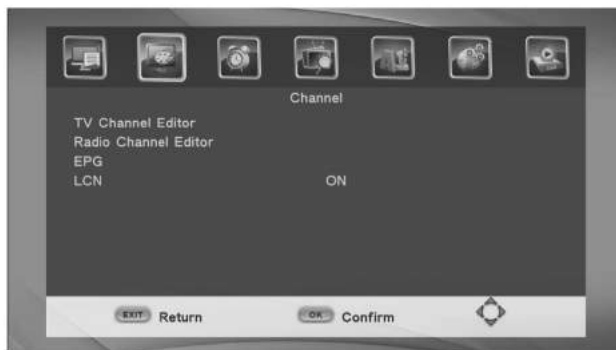 Channel
TV Channel Editor
Radio Channel Editor
EPG
LCN ON
EXIT Return OK Confirm